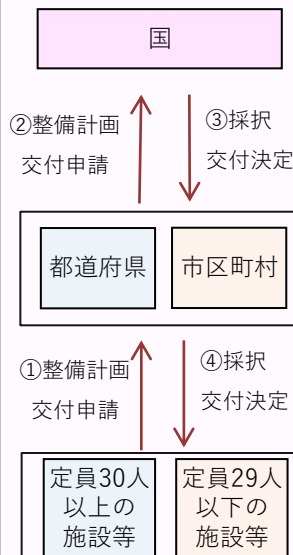 国
②整備計画
交付申請
③採択
交付決定
都道府県
市区町村
①整備計画
交付申請
④採択
交付決定
定員30人
以上の
施設等
定員29人
以下の
施設等